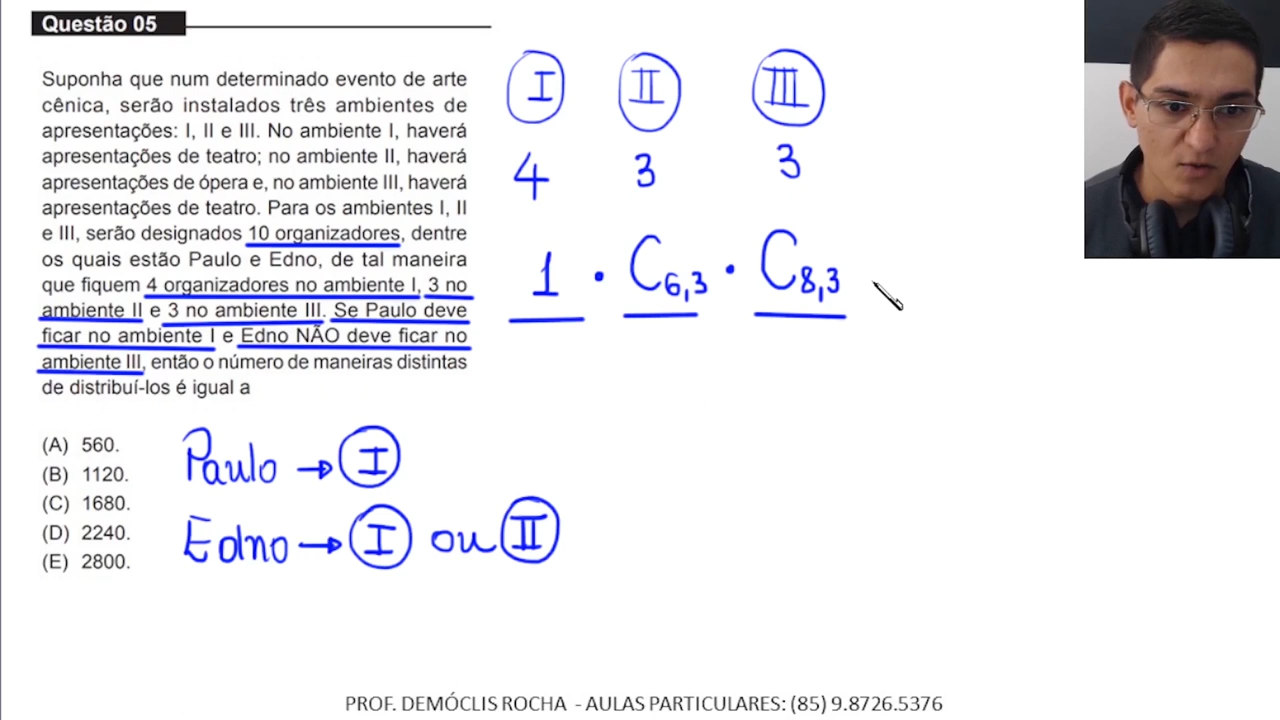 Questão 05
Suponha que num determinado evento de arte
cênica, serão instalados três ambientes de
apresentações: I, II e III. No ambiente I, haverá
apresentações de teatro; no ambiente II, haverá
apresentações de ópera e, no ambiente III, haverá
apresentações de teatro. Para os ambientes I, II
e III, serão designados 10 organizadores, dentre
os quais estão Paulo e Edno, de tal maneira
que fiquem 4 organizadores no ambiente I, 3 no
ambiente II e 3 no ambiente III. Se Paulo deve
ficar no ambiente I e Edno NÃO deve ficar no
ambiente III, então o número de maneiras distintas
de distribuí-los é igual a
(A) 560.
(B) 1120.
(C) 1680.
(D) 2240.
(E) 2800.
I II III
4 3 3
1 . C6,3 . C8,3
Paulo → I
Edno → I ou II
PROF. DEMÓCLIS ROCHA - AULAS PARTICULARES: (85) 9.8726.5376